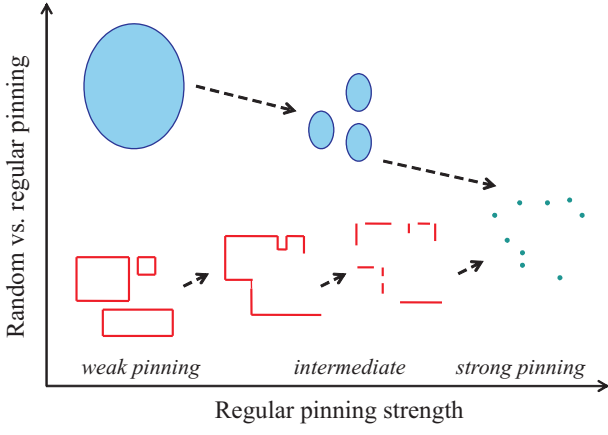 Random vs. regular pinning
weak pinning
intermediate
strong pinning
Regular pinning strength